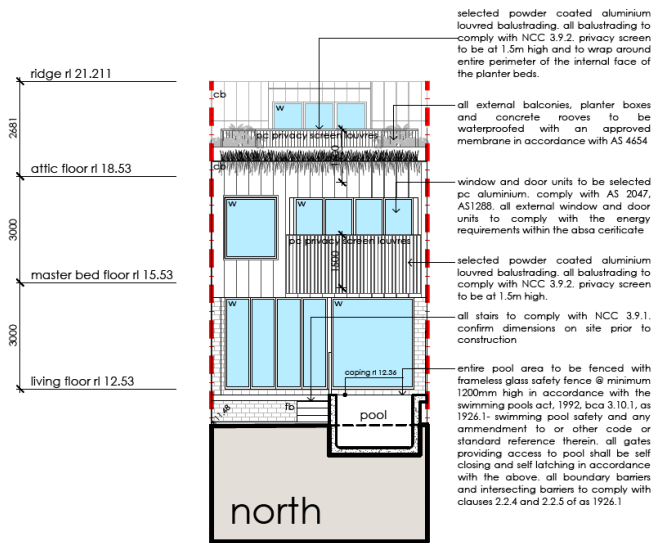 selected powder coated aluminium
louvred balustrading. all balustrading to
comply with NCC 3.9.2. privacy screen
to be at 1.5m high and to wrap around
entire perimeter of the internal face of
the planter beds.
ridge rl 21.211
cb
w
all external balconies, planter boxes
and concrete rooves to be
waterproofed with an approved
membrane in accordance with AS 4654
2681
pc privacy screen louvres
cb
attic floor rl 18.53
window and door units to be selected
pc aluminium. comply with AS 2047,
AS1288. all external window and door
units to comply with the energy
requirements within the absa ceriticate
w
w
3000
pc privacy screen louvres
1500
selected powder coated aluminium
louvred balustrading. all balustrading to
comply with NCC 3.9.2. privacy screen
to be at 1.5m high.
master bed floor rl 15.53
w
w
all stairs to comply with NCC 3.9.1.
confirm dimensions on site prior to
construction
3000
coping rl 12.36
living floor rl 12.53
entire pool area to be fenced with
frameless glass safety fence @ minimum
1200mm high in accordance with the
swimming pools act, 1992, bca 3.10.1, as
1926.1- swimming pool safety and any
ammendment to or other code or
standard reference therein. all gates
providing access to pool shall be self
closing and self latching in accordance
with the above. all boundary barriers
and intersecting barriers to comply with
clauses 2.2.4 and 2.2.5 of as 1926.1
11.48
fb
pool
north